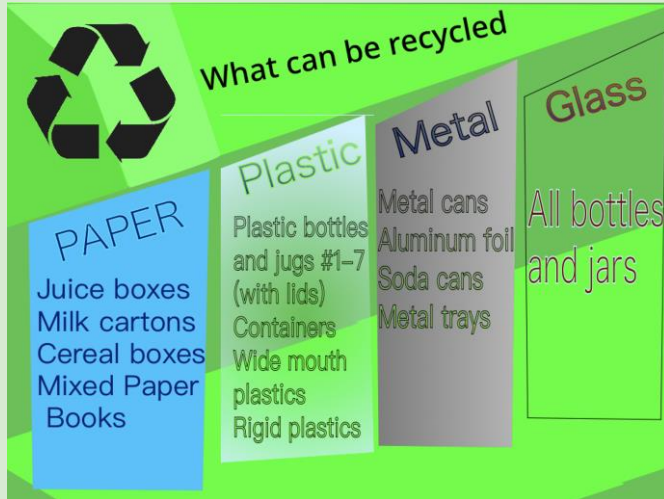 What can be recycled
PAPER
Juice boxes
Milk cartons
Cereal boxes
Mixed Paper
Books
Plastic
Plastic bottles
and jugs #1-7
(with lids)
Containers
Wide mouth
plastics
Rigid plastics
Metal
Metal cans
Aluminum foil
Soda cans
Metal trays
Glass
All bottles
and jars